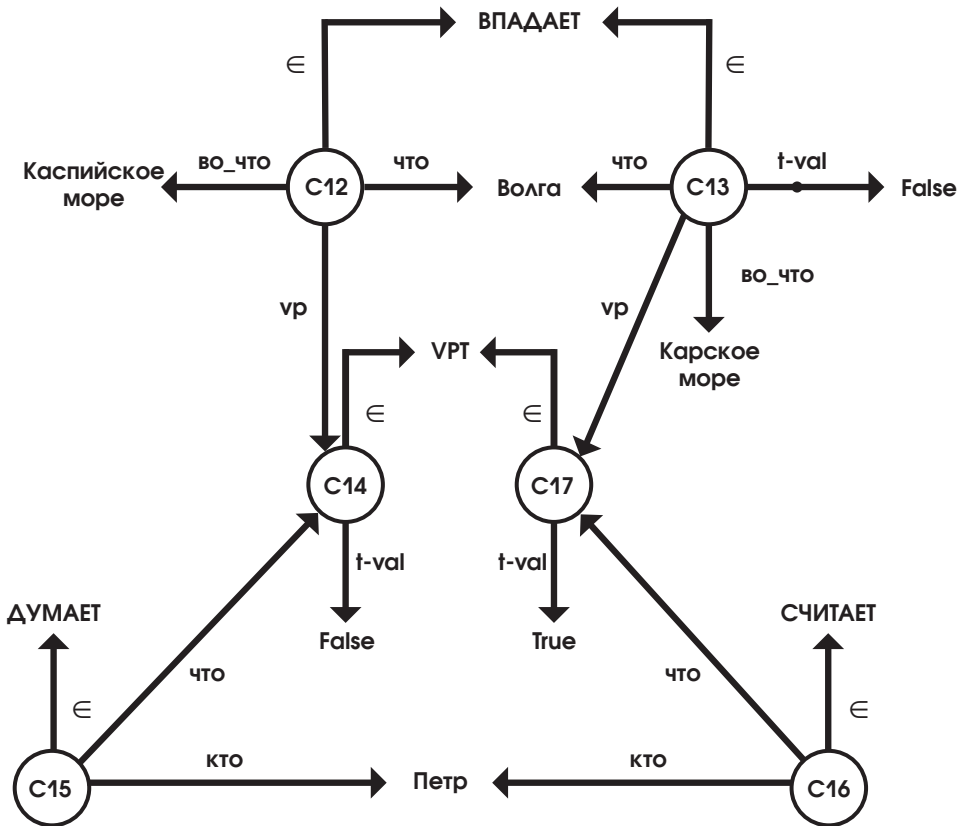 ВПАДАЕТ
∈
∈
Каспийское
море
во_что
C12
что
Волга
что
C13
t-val
False
vp
vp
во_что
VPT
Карское
море
∈
∈
C14
C17
t-val
t-val
ДУМАЕТ
False
True
СЧИТАЕТ
что
что
∈
∈
кто
кто
C15
Петр
C16